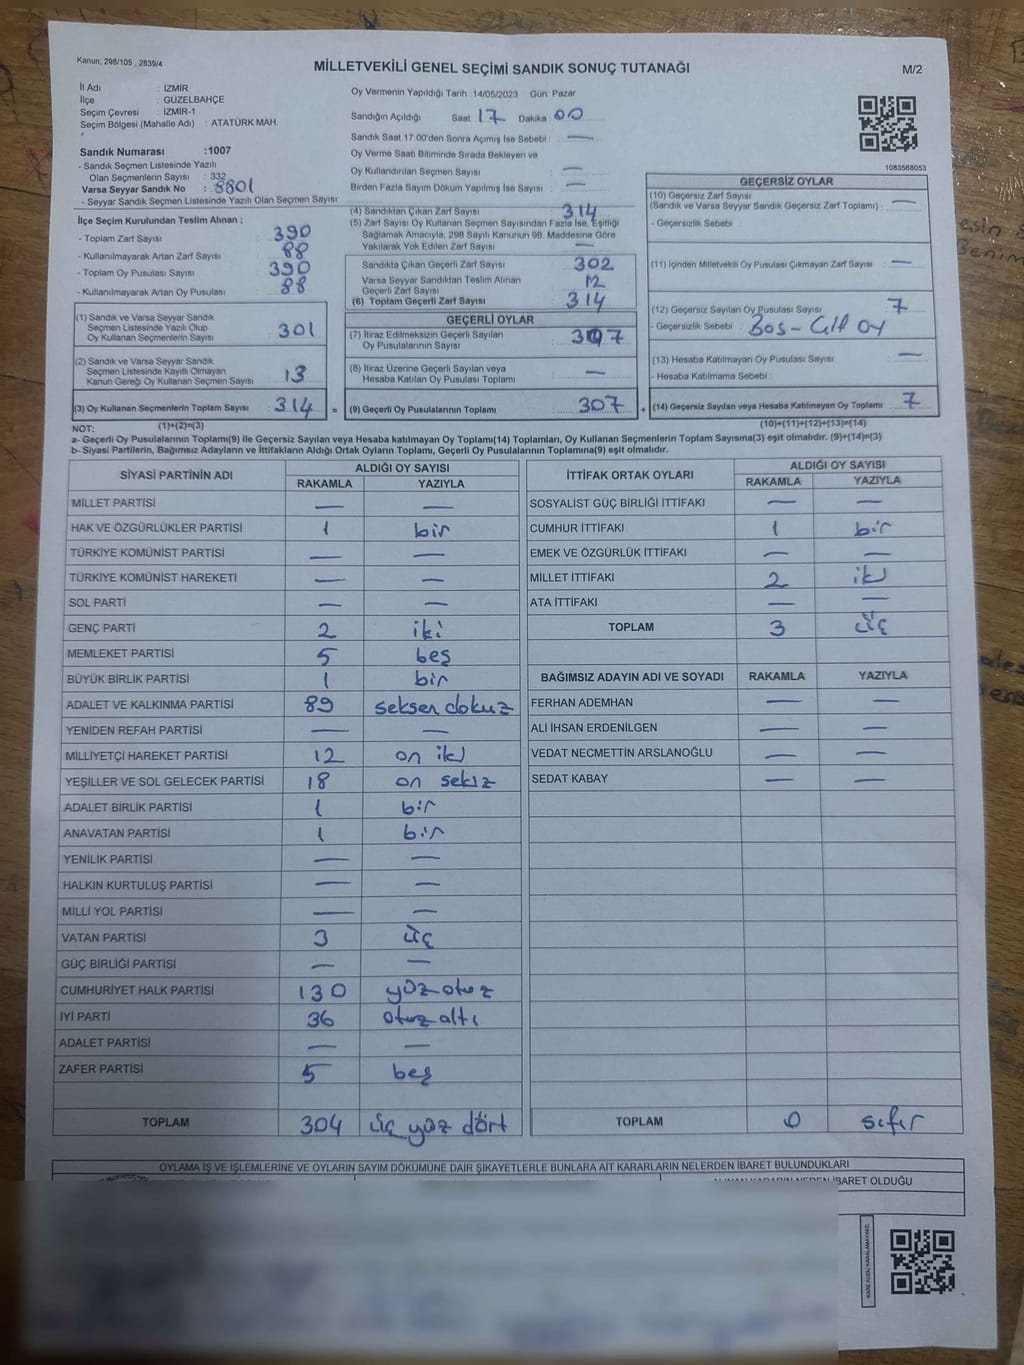 Kanun; 298/105 , 2839/4
MİLLETVEKİLİ GENEL SEÇİMİ SANDIK SONUÇ TUTANAĞI
M/2
İl Adı : İZMİR
İlçe : GÜZELBAHÇE
Seçim Çevresi : İZMİR-1
Seçim Bölgesi (Mahalle Adı) : ATATÜRK MAH.
Sandık Numarası :1007
- Sandık Seçmen Listesinde Yazılı
Olan Seçmenlerin Sayısı : 332
Varsa Seyyar Sandık No : 8801
- Seyyar Sandık Seçmen Listesinde Yazılı Olan Seçmen Sayısı:
İlçe Seçim Kurulundan Teslim Alınan ;
- Toplam Zarf Sayısı : 390
- Kullanılmayarak Artan Zarf Sayısı : 88
- Toplam Oy Pusulası Sayısı : 390
- Kullanılmayarak Artan Oy Pusulası : 88
(1) Sandık ve Varsa Seyyar Sandık
Seçmen Listesinde Yazılı Olup
Oy Kullanan Seçmenlerin Sayısı : 301
(2) Sandık ve Varsa Seyyar Sandık
Seçmen Listesinde Kayıtlı Olmayan
Kanun Gereği Oy Kullanan Seçmen Sayısı : 13
(3) Oy Kullanan Seçmenlerin Toplam Sayısı : 314 =
Oy Vermenin Yapıldığı Tarih :14/05/2023 Gün: Pazar
Sandığın Açıldığı Saat: 17 Dakika: 00
Sandık Saat 17:00'den Sonra Açımış İse Sebebi : —
Oy Verme Saati Bitiminde Sırada Bekleyen ve
Oy Kullandırılan Seçmen Sayısı : —
Birden Fazla Sayım Döküm Yapılmış İse Sayısı : —
(4) Sandıktan Çıkan Zarf Sayısı : 314
(5) Zarf Sayısı Oy Kullanan Seçmen Sayısından Fazla İse, Eşitliği
Sağlamak Amacıyla; 298 Sayılı Kanunun 98. Maddesine Göre
Yakılarak Yok Edilen Zarf Sayısı : —
Sandıkta Çıkan Geçerli Zarf Sayısı : 302
Varsa Seyyar Sandıktan Teslim Alınan
Geçerli Zarf Sayısı : 12
(6) Toplam Geçerli Zarf Sayısı : 314
GEÇERLİ OYLAR
(7) İtiraz Edilmeksizin Geçerli Sayılan
Oy Pusulalarının Sayısı : 307
(8) İtiraz Üzerine Geçerli Sayılan veya
Hesaba Katılan Oy Pusulası Toplamı : —
(9) Geçerli Oy Pusulalarının Toplamı : 307 +
1083568053
GEÇERSİZ OYLAR
(10) Geçersiz Zarf Sayısı
(Sandık ve Varsa Seyyar Sandık Geçersiz Zarf Toplamı) : —
- Geçersizlik Sebebi :
(11) İçinden Milletvekili Oy Pusulası Çıkmayan Zarf Sayısı : —
(12) Geçersiz Sayılan Oy Pusulası Sayısı : 7
- Geçersizlik Sebebi : Boş - Çift oy
(13) Hesaba Katılmayan Oy Pusulası Sayısı : —
- Hesaba Katılmama Sebebi :
(14) Geçersiz Sayılan veya Hesaba Katılmayan Oy Toplamı : 7
NOT: (1)+(2)=(3) (10)+(11)+(12)+(13)=(14)
a- Geçerli Oy Pusulalarının Toplamı(9) ile Geçersiz Sayılan veya Hesaba katılmayan Oy Toplamı(14) Toplamları, Oy Kullanan Seçmenlerin Toplam Sayısına(3) eşit olmalıdır. (9)+(14)=(3)
b- Siyasi Partilerin, Bağımsız Adayların ve İttifakların Aldığı Ortak Oyların Toplamı, Geçerli Oy Pusulalarının Toplamına(9) eşit olmalıdır.
SİYASİ PARTİNİN ADI ALDIĞI OY SAYISI
RAKAMLA YAZIYLA
MİLLET PARTİSİ — —
HAK VE ÖZGÜRLÜKLER PARTİSİ 1 bir
TÜRKİYE KOMÜNİST PARTİSİ — —
TÜRKİYE KOMÜNİST HAREKETİ — —
SOL PARTİ — —
GENÇ PARTİ 2 iki
MEMLEKET PARTİSİ 5 beş
BÜYÜK BİRLİK PARTİSİ 1 bir
ADALET VE KALKINMA PARTİSİ 89 seksen dokuz
YENİDEN REFAH PARTİSİ — —
MİLLİYETÇİ HAREKET PARTİSİ 12 on iki
YEŞİLLER VE SOL GELECEK PARTİSİ 18 on sekiz
ADALET BİRLİK PARTİSİ 1 bir
ANAVATAN PARTİSİ 1 bir
YENİLİK PARTİSİ — —
HALKIN KURTULUŞ PARTİSİ — —
MİLLİ YOL PARTİSİ — —
VATAN PARTİSİ 3 üç
GÜÇ BİRLİĞİ PARTİSİ — —
CUMHURİYET HALK PARTİSİ 130 yüz otuz
İYİ PARTİ 36 otuz altı
ADALET PARTİSİ — —
ZAFER PARTİSİ 5 beş
TOPLAM 304 üç yüz dört
İTTİFAK ORTAK OYLARI ALDIĞI OY SAYISI
RAKAMLA YAZIYLA
SOSYALİST GÜÇ BİRLİĞİ İTTİFAKI — —
CUMHUR İTTİFAKI 1 bir
EMEK VE ÖZGÜRLÜK İTTİFAKI — —
MİLLET İTTİFAKI 2 iki
ATA İTTİFAKI — —
TOPLAM 3 üç
BAĞIMSIZ ADAYIN ADI VE SOYADI RAKAMLA YAZIYLA
FERHAN ADEMHAN — —
ALİ İHSAN ERDENİLGEN — —
VEDAT NECMETTİN ARSLANOĞLU — —
SEDAT KABAY — —
TOPLAM 0 sıfır
OYLAMA İŞ VE İŞLEMLERİNE VE OYLARIN SAYIM DÖKÜMÜNE DAİR ŞİKAYETLERLE BUNLARA AİT KARARLARIN NELERDEN İBARET BULUNDUKLARI
İBARET OLDUĞU